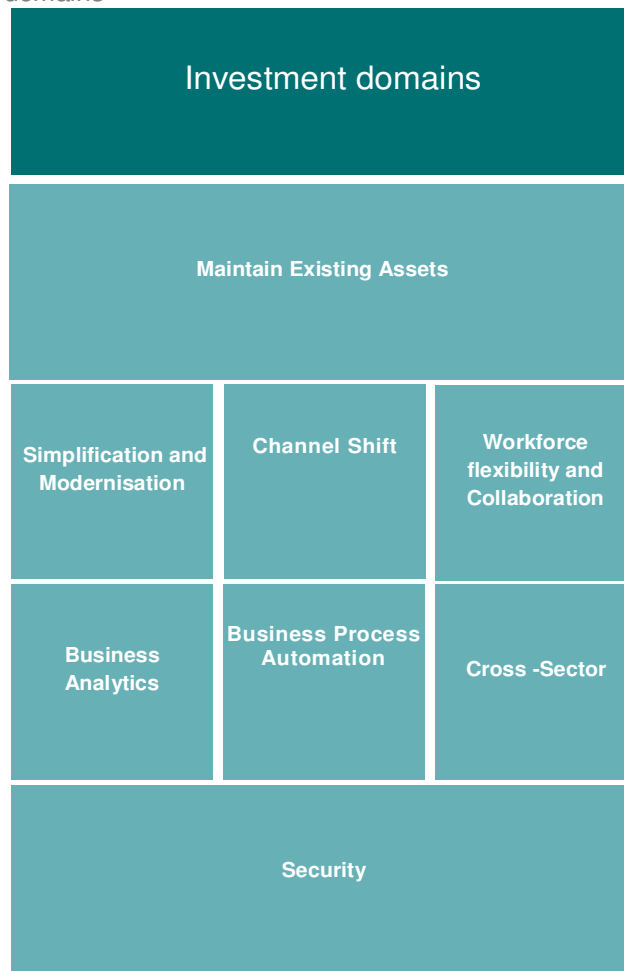 domains
Investment domains
Maintain Existing Assets
Simplification and
Modernisation
Channel Shift
Workforce
flexibility and
Collaboration
Business
Analytics
Business Process
Automation
Cross -Sector
Security